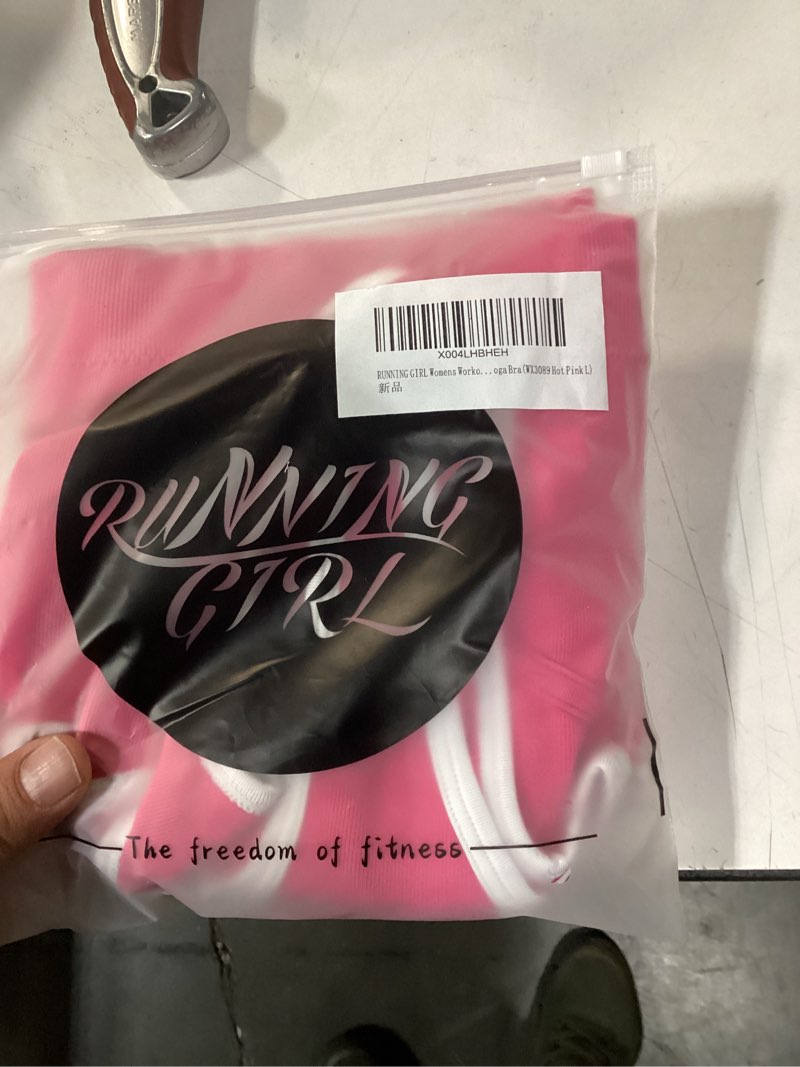 X004LHBHEH
RUNNING GIRL Womens Worko...oga Bra(WX3089 Hot Pink L)
新品
RUNNING
GIRL
The freedom of fitness